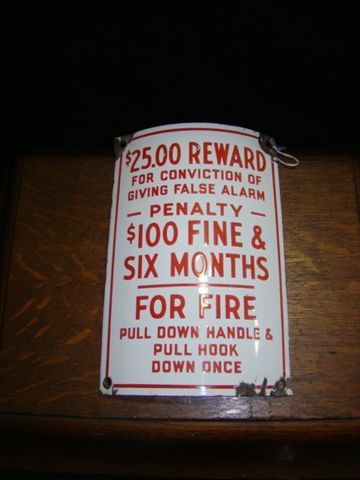 $25.00 REWARD
FOR CONVICTION OF
GIVING FALSE ALARM
- PENALTY -
$100 FINE &
SIX MONTHS
FOR FIRE
PULL DOWN HANDLE &
PULL HOOK
DOWN ONCE